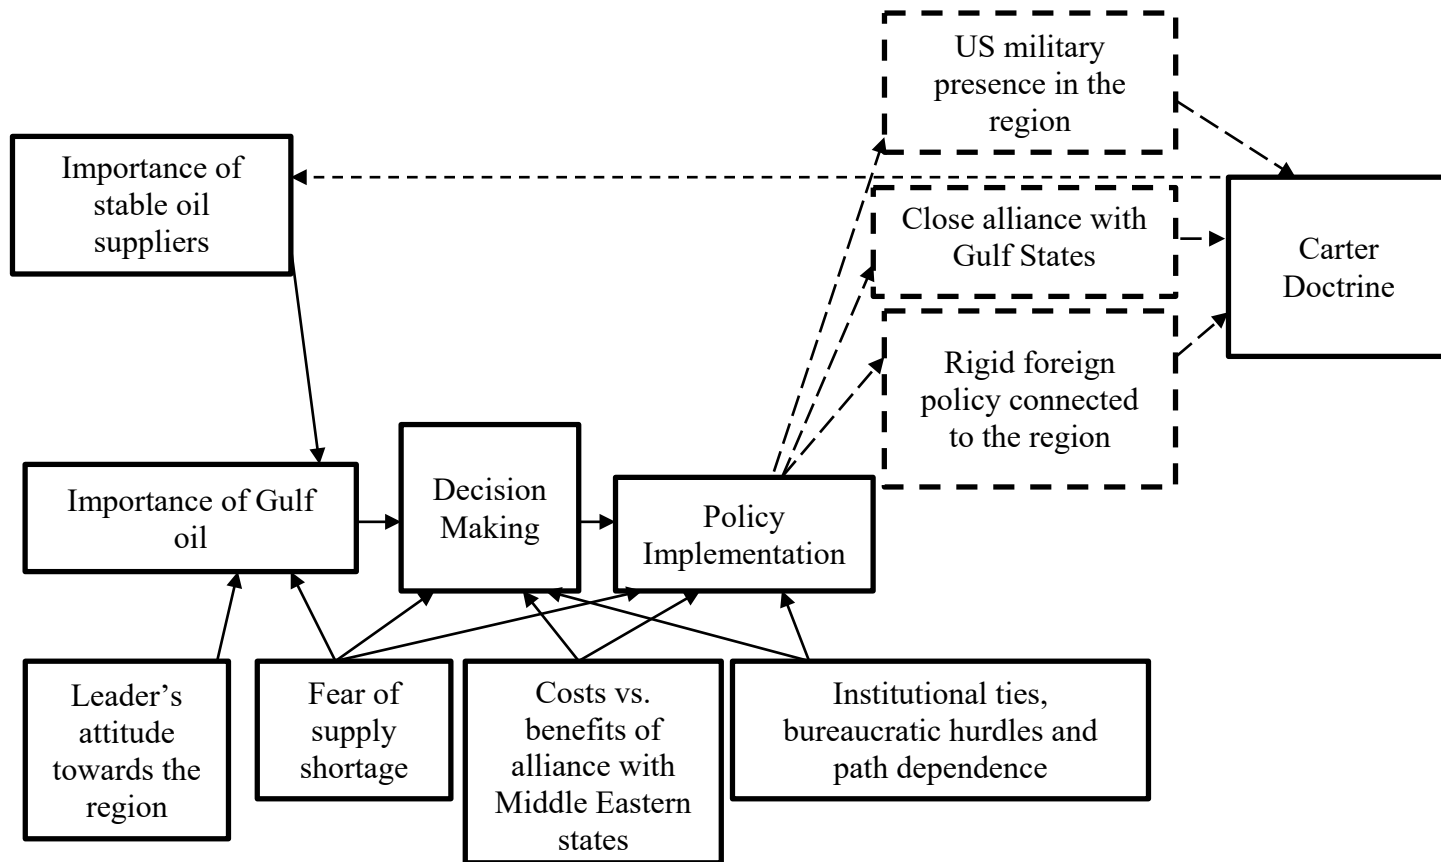 US military
presence in the
region
Importance of
stable oil
suppliers
Close alliance with
Gulf States
Carter
Doctrine
Rigid foreign
policy connected
to the region
Importance of Gulf
oil
Decision
Making
Policy
Implementation
Leader’s
attitude
towards the
region
Fear of
supply
shortage
Costs vs.
benefits of
alliance with
Middle Eastern
states
Institutional ties,
bureaucratic hurdles and
path dependence